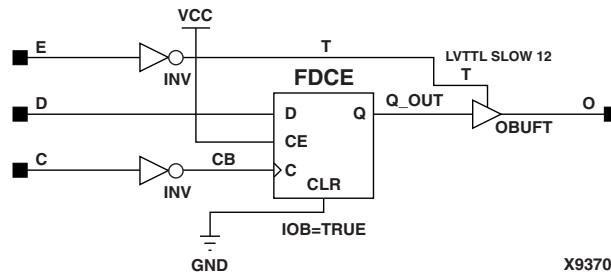 VCC
E
T
LVTTL SLOW 12
INV
FDCE
T
D
D
Q
Q_OUT
O
CE
OBUFT
C
CB
C
INV
CLR
IOB=TRUE
GND
X9370